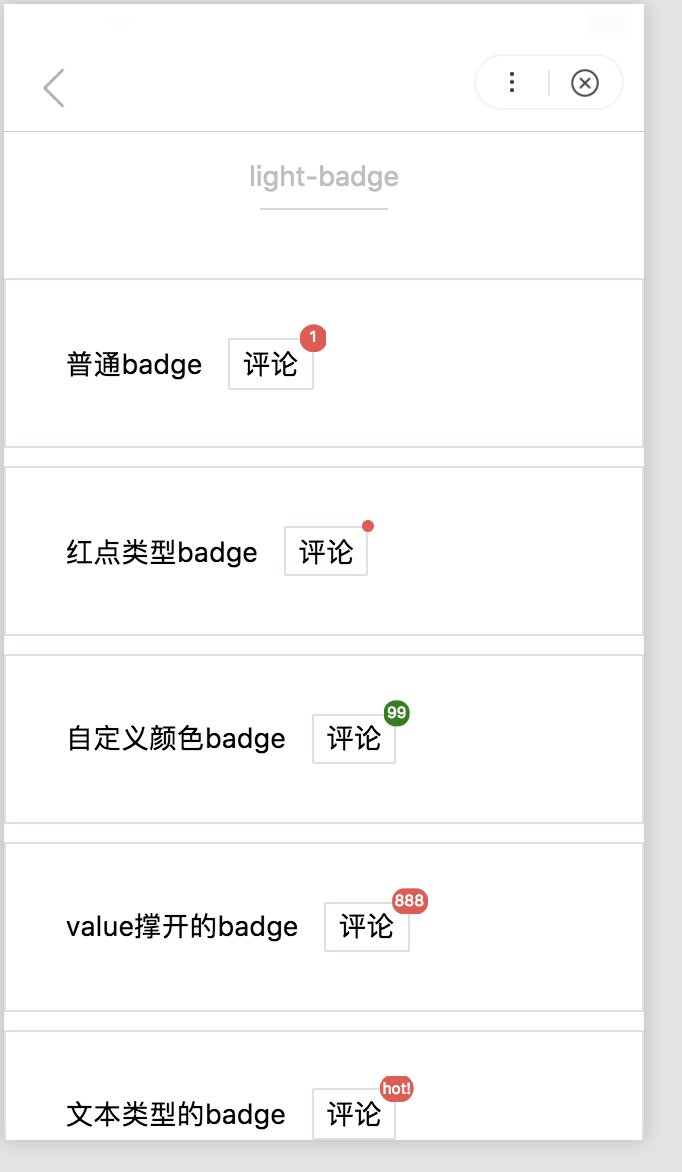 light-badge
普通badge 评论 1
红点类型badge 评论
自定义颜色badge 评论 99
value撑开的badge 评论 888
文本类型的badge 评论 hot!